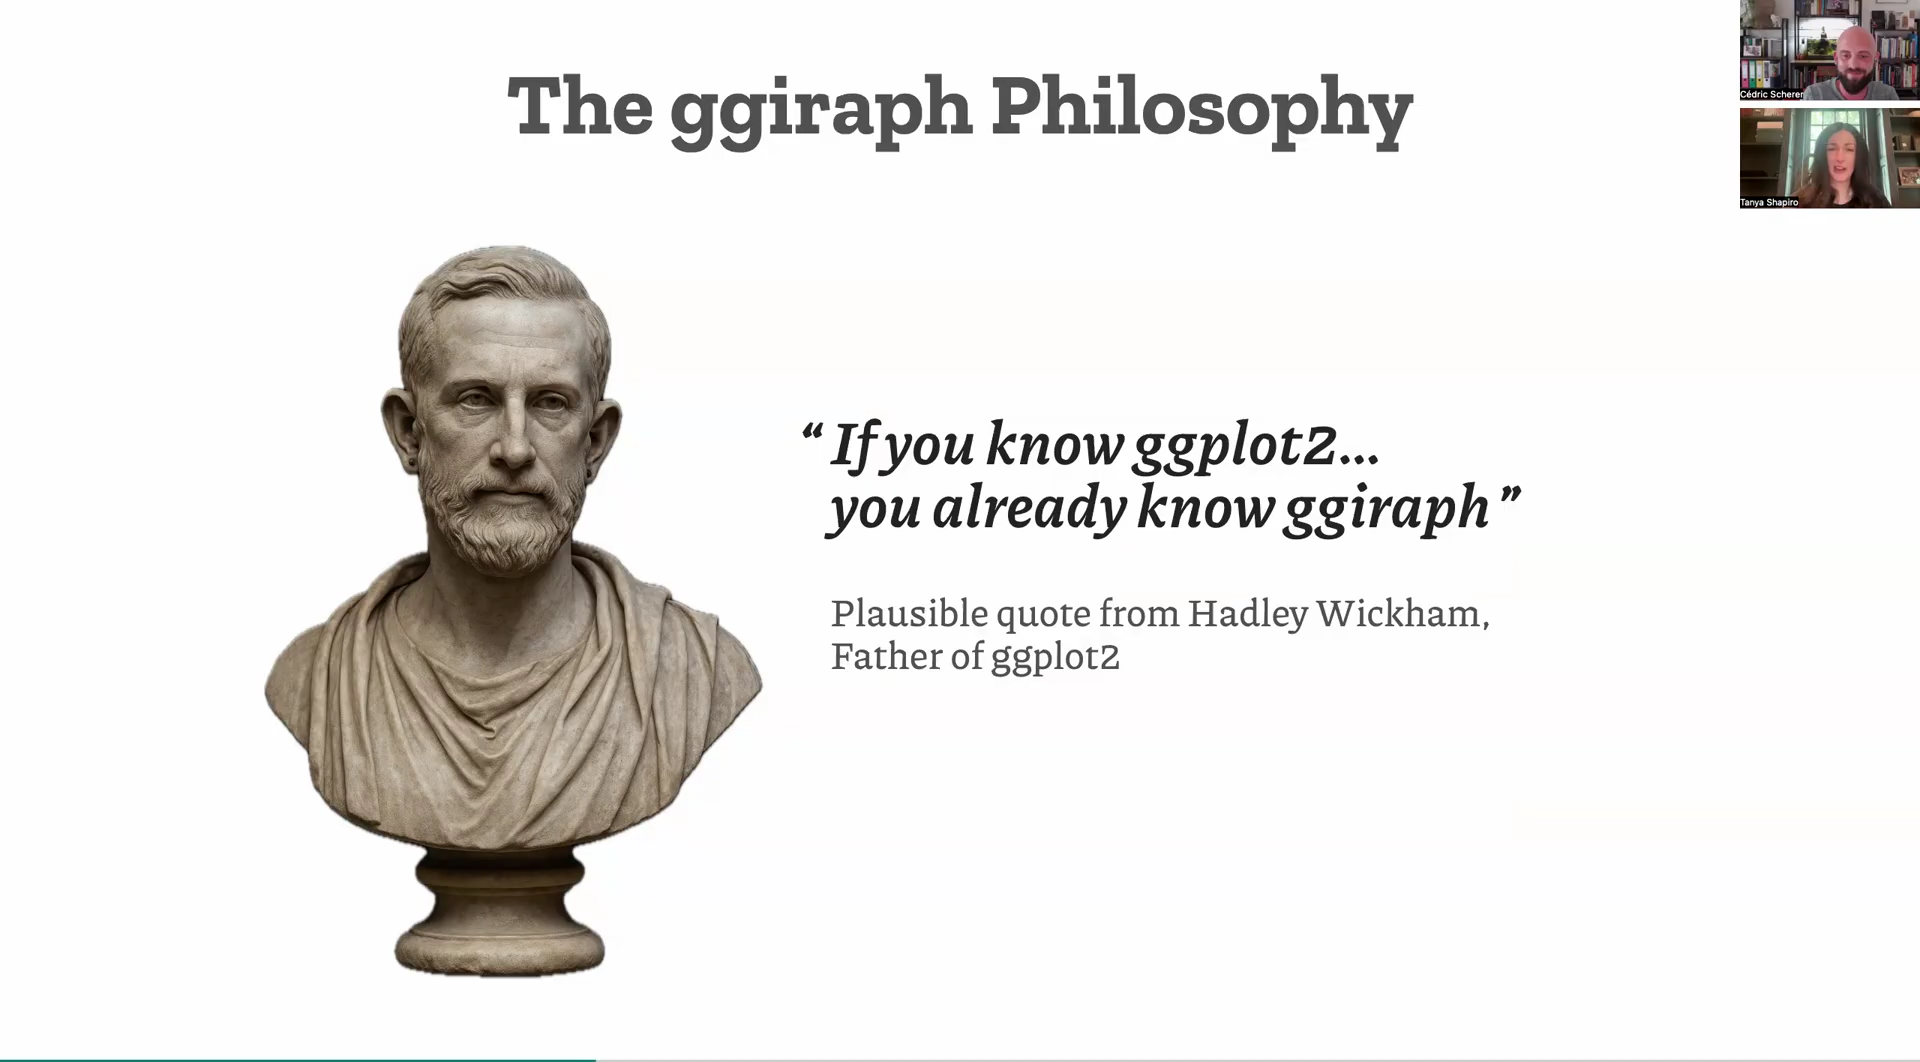 The ggiraph Philosophy
Cédric Scherer
Tanya Shapiro
“ If you know ggplot2...
you already know ggiraph ”
Plausible quote from Hadley Wickham,
Father of ggplot2